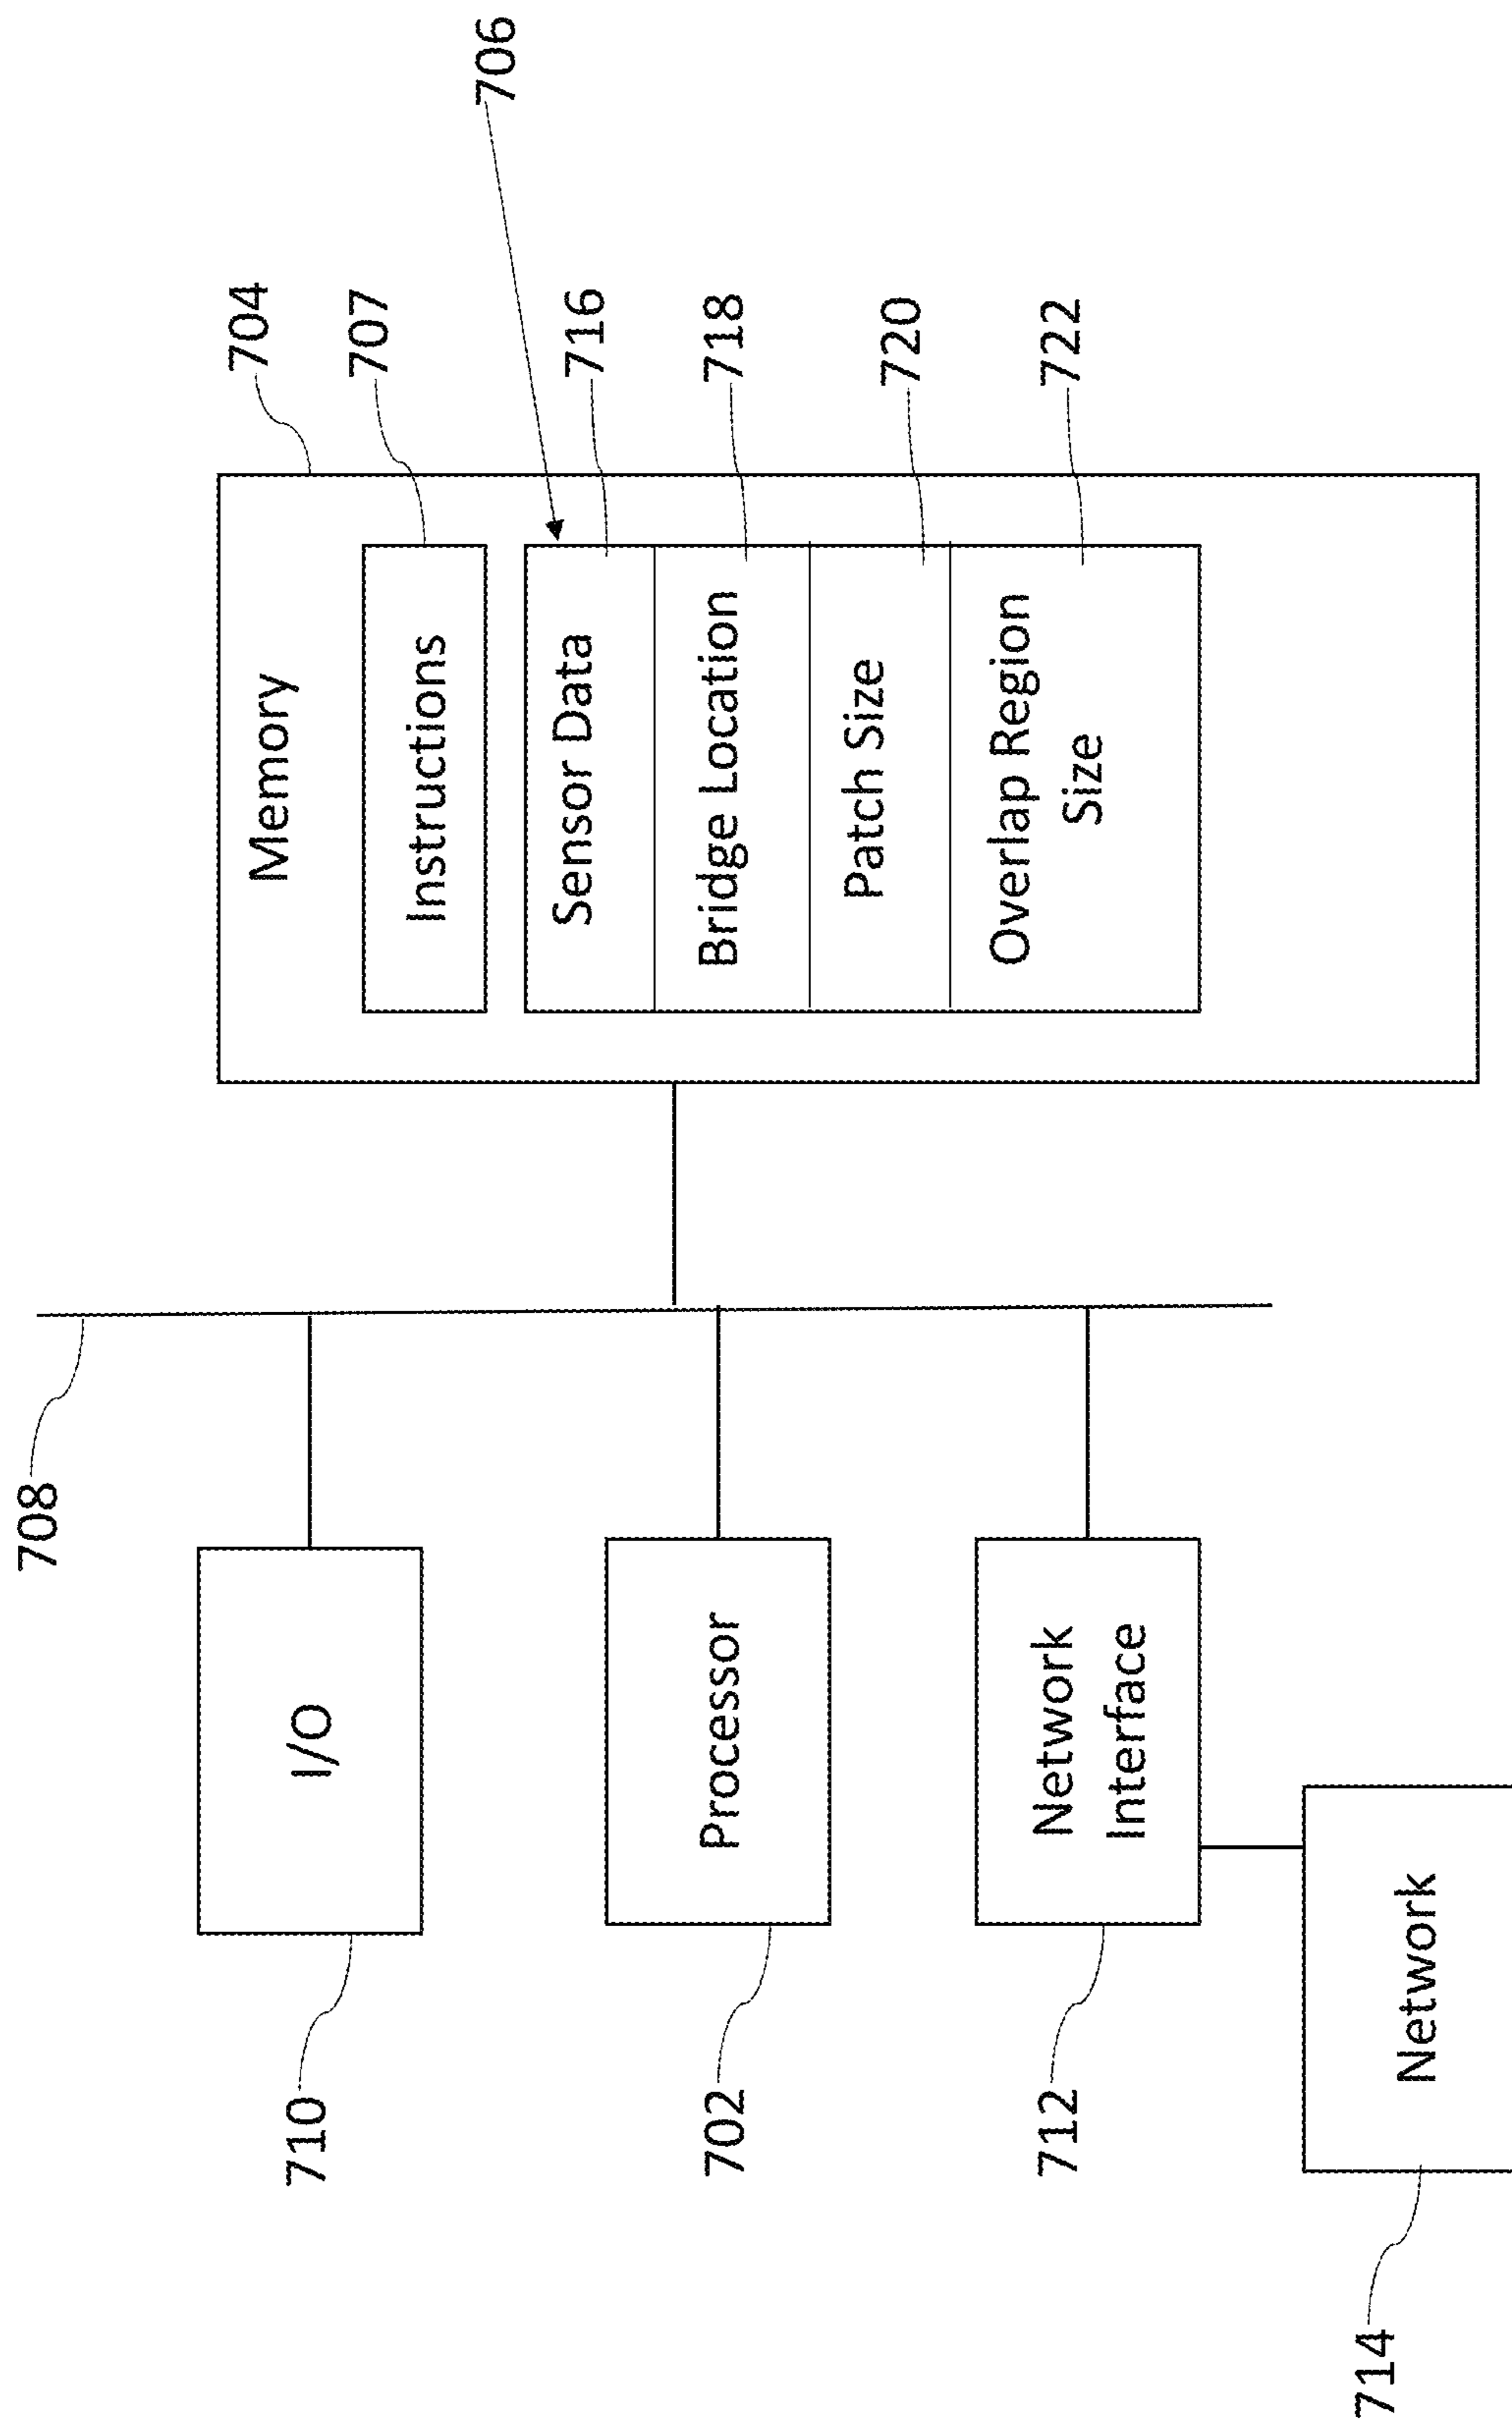 708
I/O
710
Processor
702
Network
Interface
712
Network
714
Memory
704
Instructions
707
706
Sensor Data
716
Bridge Location
718
Patch Size
720
Overlap Region
Size
722